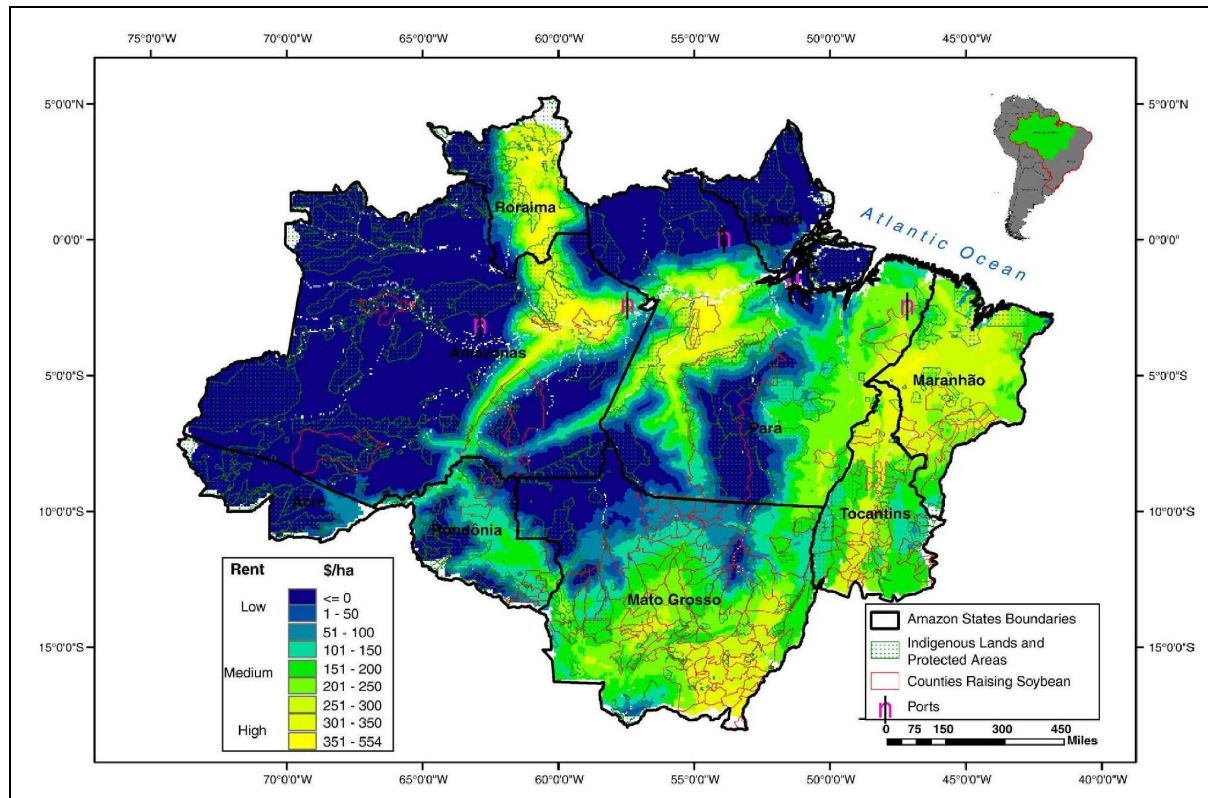 75°0'0"W 70°0'0"W 65°0'0"W 60°0'0"W 55°0'0"W 50°0'0"W 45°0'0"W
5°0'0"N 5°0'0"N
Roraima
Amapá
Atlantic Ocean
0°0'0" 0°0'0"
n
n
n
n
Amazonas
5°0'0"S 5°0'0"S
Maranhão
Pará
Acre
10°0'0"S 10°0'0"S
Tocantins
Rondônia
Mato Grosso
15°0'0"S 15°0'0"S
Rent $/ha
Low
<= 0
1 - 50
51 - 100
101 - 150
Medium
151 - 200
201 - 250
251 - 300
301 - 350
High
351 - 554
Amazon States Boundaries
Indigenous Lands and
Protected Areas
Counties Raising Soybean
n Ports
0 75 150 300 450
Miles
70°0'0"W 65°0'0"W 60°0'0"W 55°0'0"W 50°0'0"W 45°0'0"W 40°0'0"W